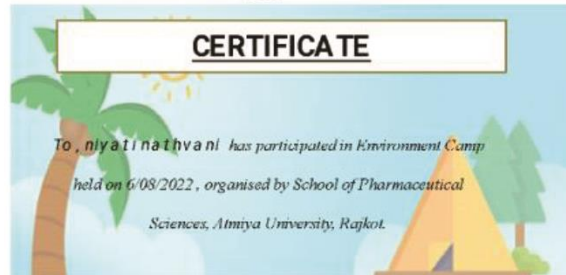 CERTIFICATE
To , niyati nathvani has participated in Environment Camp
held on 6/08/2022 , organised by School of Pharmaceutical
Sciences, Atmiya University, Rajkot.